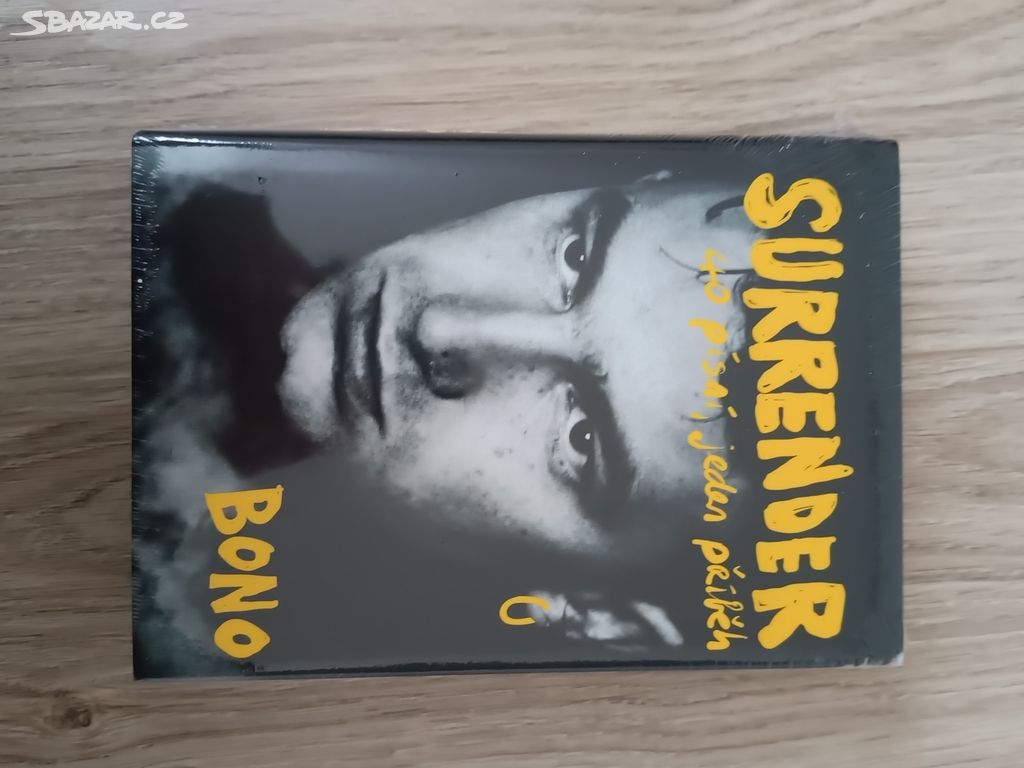 SBAZAR.CZ
SURRENDER
40 písní, jeden příběh
BONO